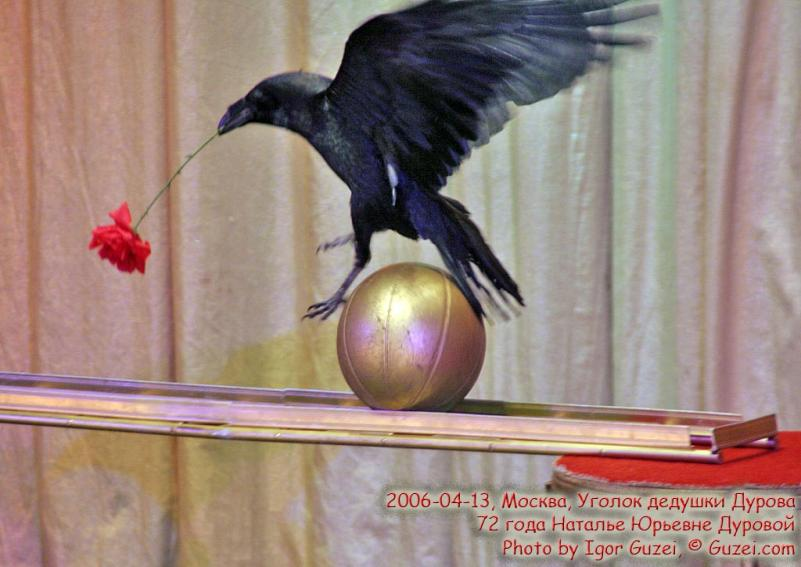 2006-04-13, Москва, Уголок дедушки Дурова
72 года Наталье Юрьевне Дуровой
Photo by Igor Guzei, © Guzei.com